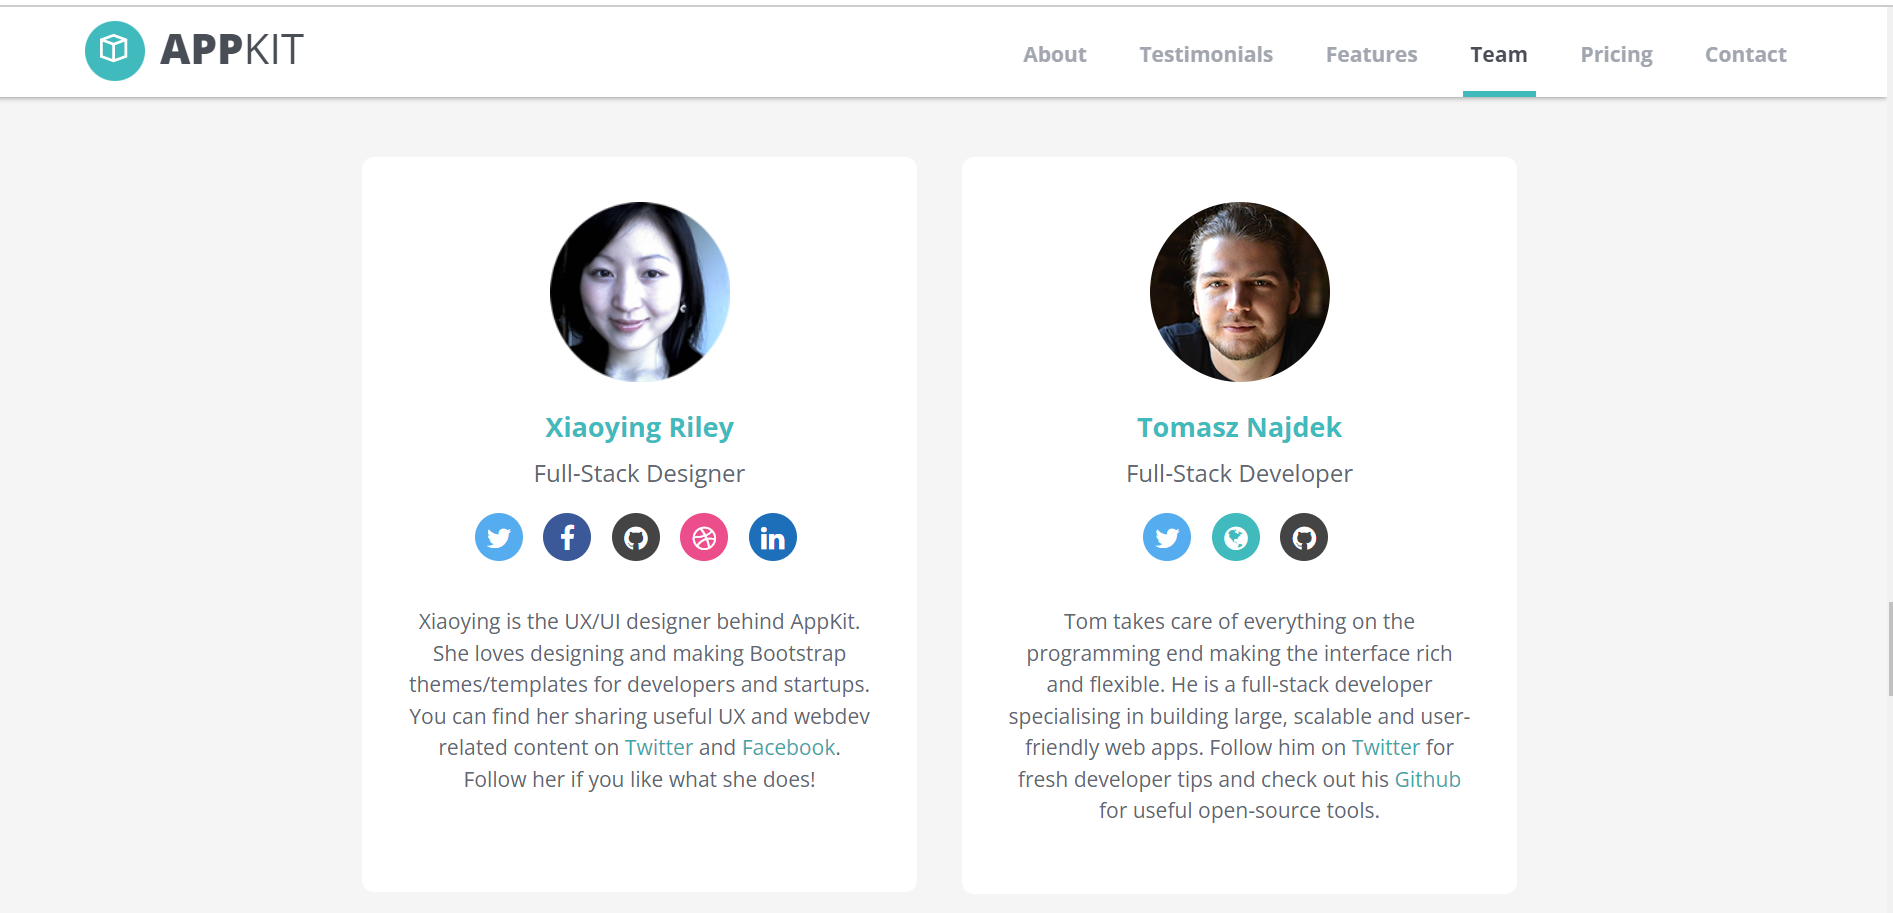 APPKIT
About Testimonials Features Team Pricing Contact
Xiaoying Riley
Full-Stack Designer
Xiaoying is the UX/UI designer behind AppKit.
She loves designing and making Bootstrap
themes/templates for developers and startups.
You can find her sharing useful UX and webdev
related content on Twitter and Facebook.
Follow her if you like what she does!
Tomasz Najdek
Full-Stack Developer
Tom takes care of everything on the
programming end making the interface rich
and flexible. He is a full-stack developer
specialising in building large, scalable and user-
friendly web apps. Follow him on Twitter for
fresh developer tips and check out his Github
for useful open-source tools.